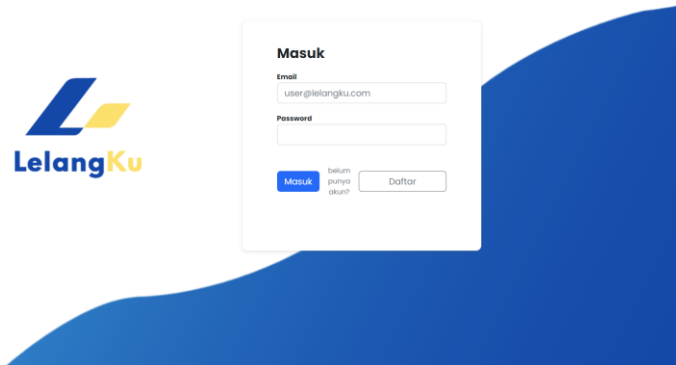 LelangKu
Masuk
Email
user@lelangku.com
Password
Masuk
belum
punya
akun?
Daftar